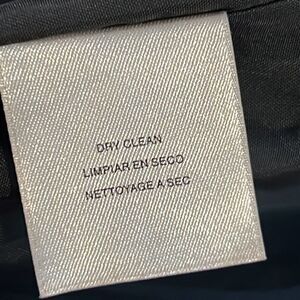 DRY CLEAN
LIMPIAR EN SECO
NETTOYAGE A SEC